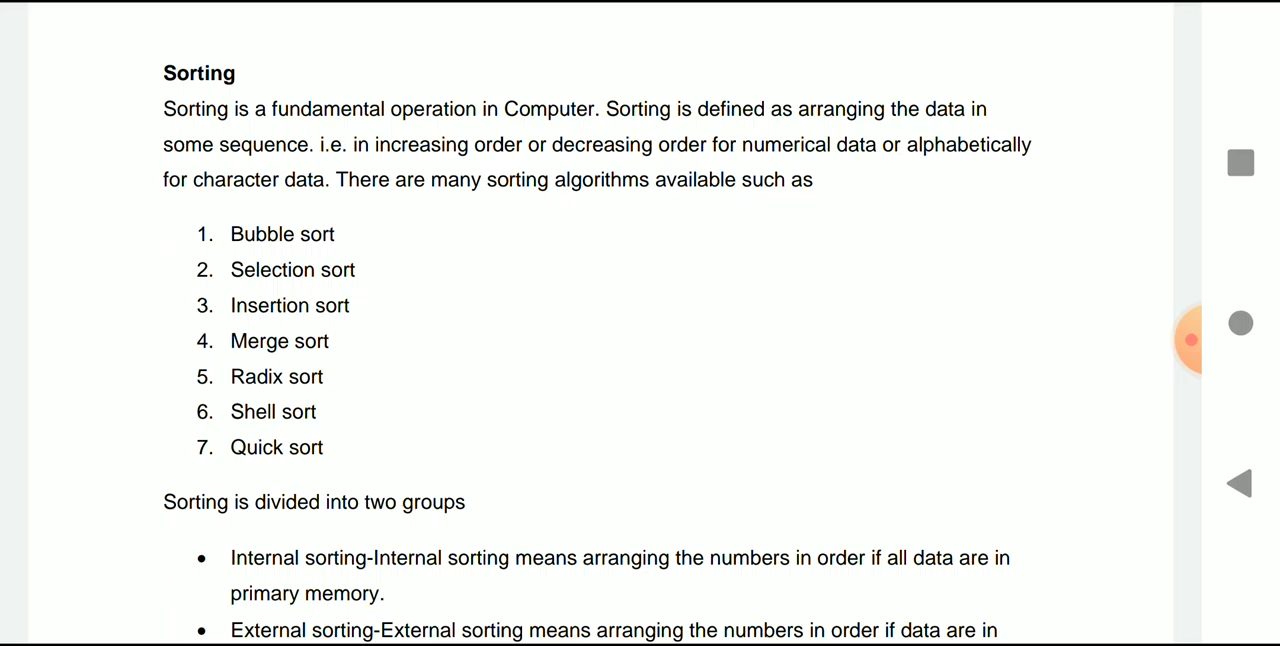 Sorting
Sorting is a fundamental operation in Computer. Sorting is defined as arranging the data in
some sequence. i.e. in increasing order or decreasing order for numerical data or alphabetically
for character data. There are many sorting algorithms available such as
1. Bubble sort
2. Selection sort
3. Insertion sort
4. Merge sort
5. Radix sort
6. Shell sort
7. Quick sort
Sorting is divided into two groups
• Internal sorting-Internal sorting means arranging the numbers in order if all data are in
primary memory.
• External sorting-External sorting means arranging the numbers in order if data are in